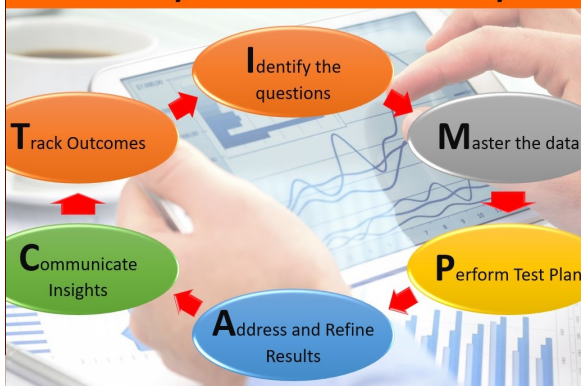 Identify the
questions
Master the data
Perform Test Plan
Address and Refine
Results
Communicate
Insights
Track Outcomes